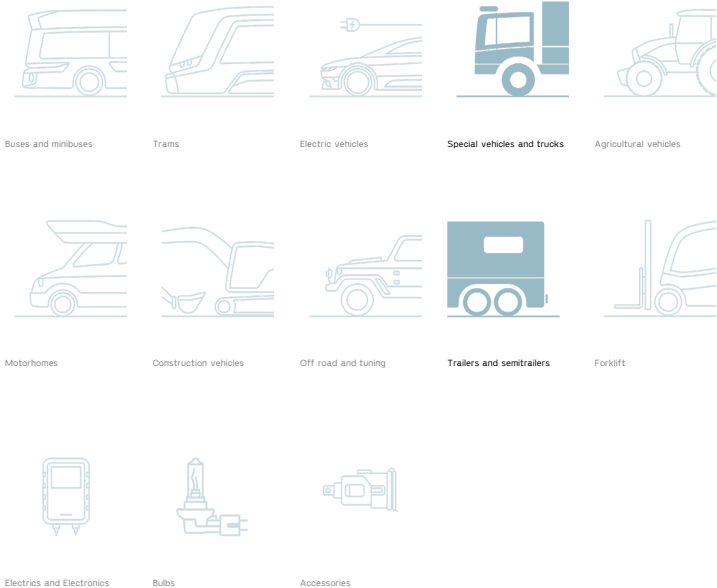 Buses and minibuses
Trams
Electric vehicles
Special vehicles and trucks
Agricultural vehicles
Motorhomes
Construction vehicles
Off road and tuning
Trailers and semitrailers
Forklift
Electrics and Electronics
Bulbs
Accessories